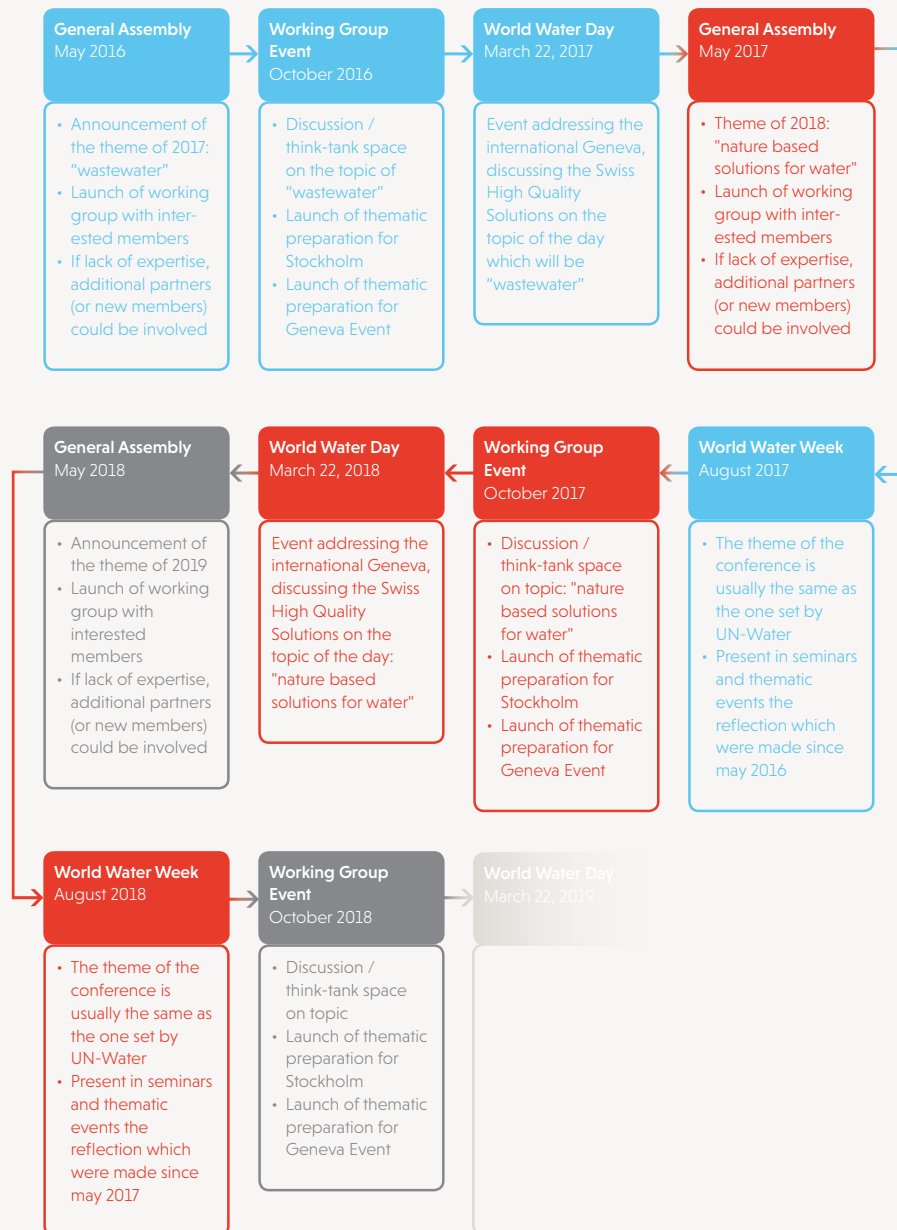 General Assembly
May 2016
• Announcement of
the theme of 2017:
"wastewater"
• Launch of working
group with inter-
ested members
• If lack of expertise,
additional partners
(or new members)
could be involved
Working Group
Event
October 2016
• Discussion /
think-tank space
on the topic of
"wastewater"
• Launch of thematic
preparation for
Stockholm
• Launch of thematic
preparation for
Geneva Event
World Water Day
March 22, 2017
Event addressing the
international Geneva,
discussing the Swiss
High Quality
Solutions on the
topic of the day
which will be
"wastewater"
General Assembly
May 2017
• Theme of 2018:
"nature based
solutions for water"
• Launch of working
group with inter-
ested members
• If lack of expertise,
additional partners
(or new members)
could be involved
World Water Week
August 2017
• The theme of the
conference is
usually the same as
the one set by
UN-Water
• Present in seminars
and thematic
events the
reflection which
were made since
may 2016
Working Group
Event
October 2017
• Discussion /
think-tank space
on topic: "nature
based solutions
for water"
• Launch of thematic
preparation for
Stockholm
• Launch of thematic
preparation for
Geneva Event
World Water Day
March 22, 2018
Event addressing the
international Geneva,
discussing the Swiss
High Quality
Solutions on the
topic of the day:
"nature based
solutions for water"
General Assembly
May 2018
• Announcement of
the theme of 2019
• Launch of working
group with
interested
members
• If lack of expertise,
additional partners
(or new members)
could be involved
World Water Week
August 2018
• The theme of the
conference is
usually the same as
the one set by
UN-Water
• Present in seminars
and thematic
events the
reflection which
were made since
may 2017
Working Group
Event
October 2018
• Discussion /
think-tank space
on topic
• Launch of thematic
preparation for
Stockholm
• Launch of thematic
preparation for
Geneva Event
World Water Day
March 22, 2019